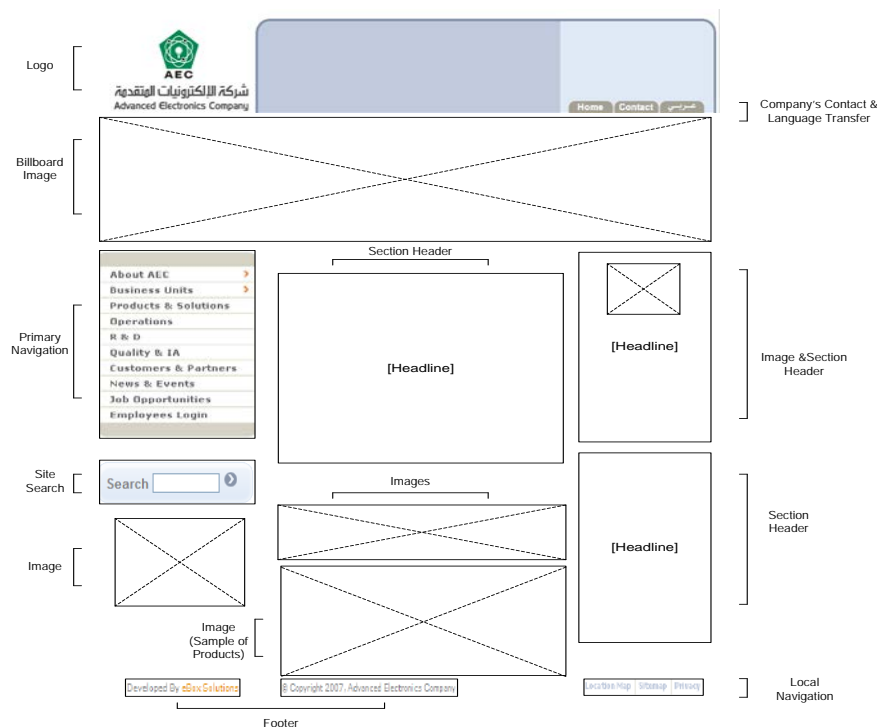 Logo
AEC
شركة الإلكترونيات المتقدمة
Advanced Electronics Company
Home
Contact
عربي
Company's Contact &
Language Transfer
Billboard
Image
Section Header
About AEC
Business Units
Products & Solutions
Operations
R & D
Quality & IA
Customers & Partners
News & Events
Job Opportunities
Employees Login
Primary
Navigation
[Headline]
[Headline]
Image &Section
Header
Site
Search
Search
Images
Image
[Headline]
Section
Header
Image
(Sample of
Products)
Developed By eBox Solutions
© Copyright 2007, Advanced Electronics Company
Location Map | Sitemap | Privacy
Local
Navigation
Footer